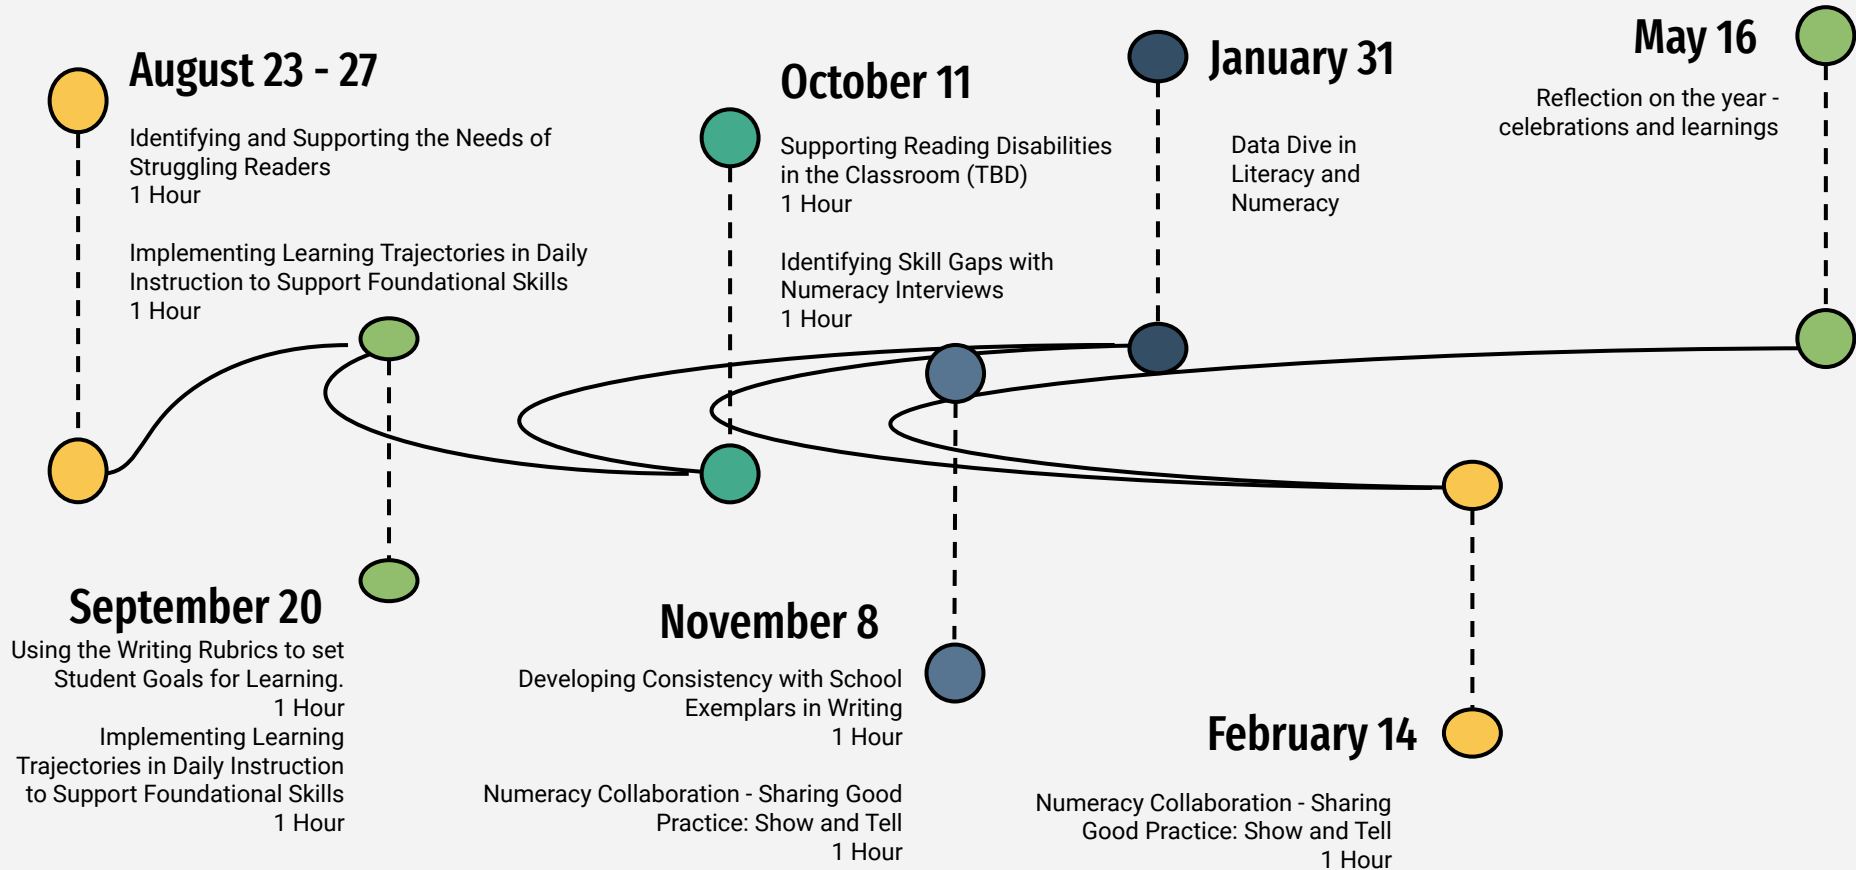 August 23 - 27
Identifying and Supporting the Needs of
Struggling Readers
1 Hour
Implementing Learning Trajectories in Daily
Instruction to Support Foundational Skills
1 Hour
September 20
Using the Writing Rubrics to set
Student Goals for Learning.
1 Hour
Implementing Learning
Trajectories in Daily Instruction
to Support Foundational Skills
1 Hour
October 11
Supporting Reading Disabilities
in the Classroom (TBD)
1 Hour
Identifying Skill Gaps with
Numeracy Interviews
1 Hour
November 8
Developing Consistency with School
Exemplars in Writing
1 Hour
Numeracy Collaboration - Sharing Good
Practice: Show and Tell
1 Hour
January 31
Data Dive in
Literacy and
Numeracy
February 14
Numeracy Collaboration - Sharing
Good Practice: Show and Tell
1 Hour
May 16
Reflection on the year -
celebrations and learnings